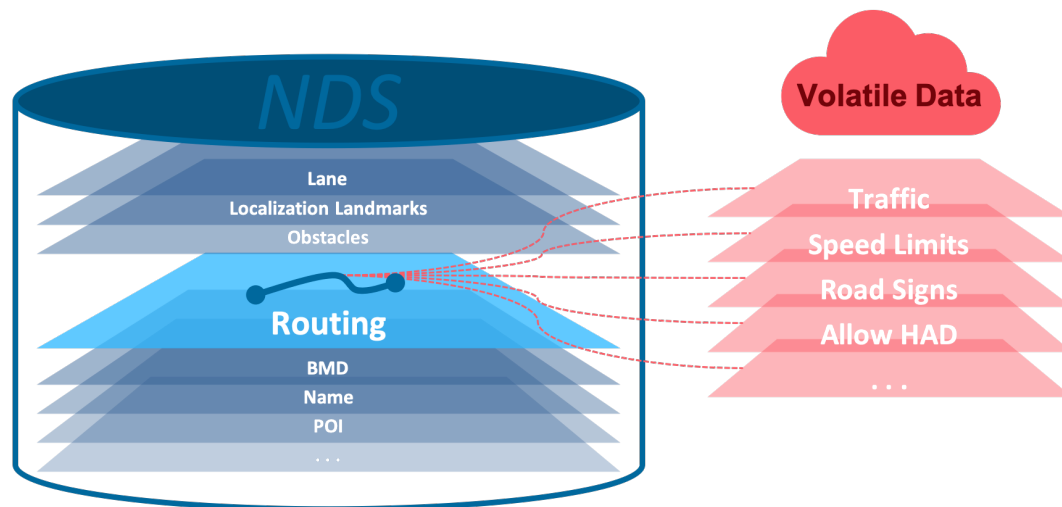 NDS
Lane
Localization Landmarks
Obstacles
Routing
BMD
Name
POI
...
Volatile Data
Traffic
Speed Limits
Road Signs
Allow HAD
...